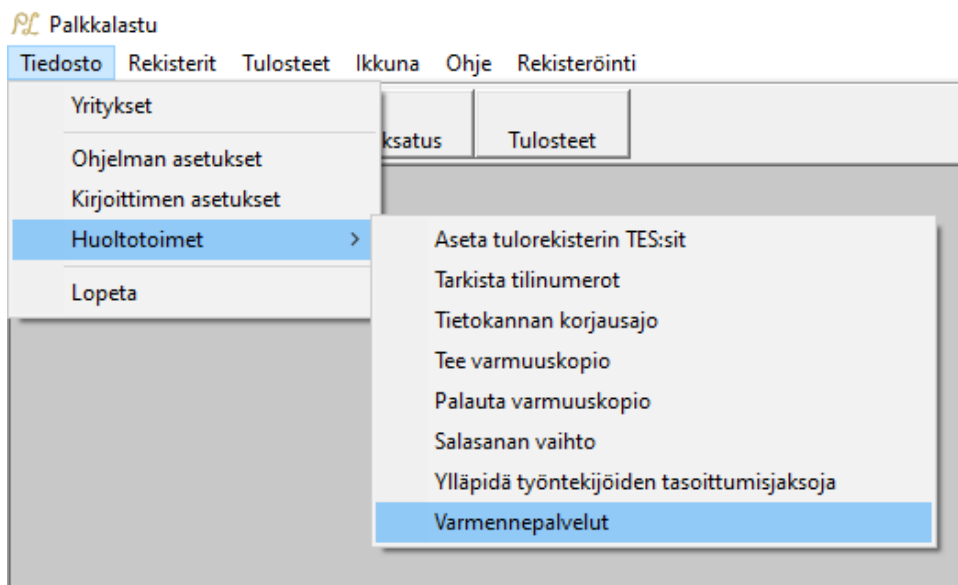 PL Palkkalastu
Tiedosto Rekisterit Tulosteet Ikkuna Ohje Rekisteröinti
Yritykset
ksatus Tulosteet
Ohjelman asetukset
Kirjoittimen asetukset
Huoltotoimet >
Lopeta
Aseta tulorekisterin TES:sit
Tarkista tilinumerot
Tietokannan korjausajo
Tee varmuuskopio
Palauta varmuuskopio
Salasanan vaihto
Ylläpidä työntekijöiden tasoittumisjaksoja
Varmennepalvelut